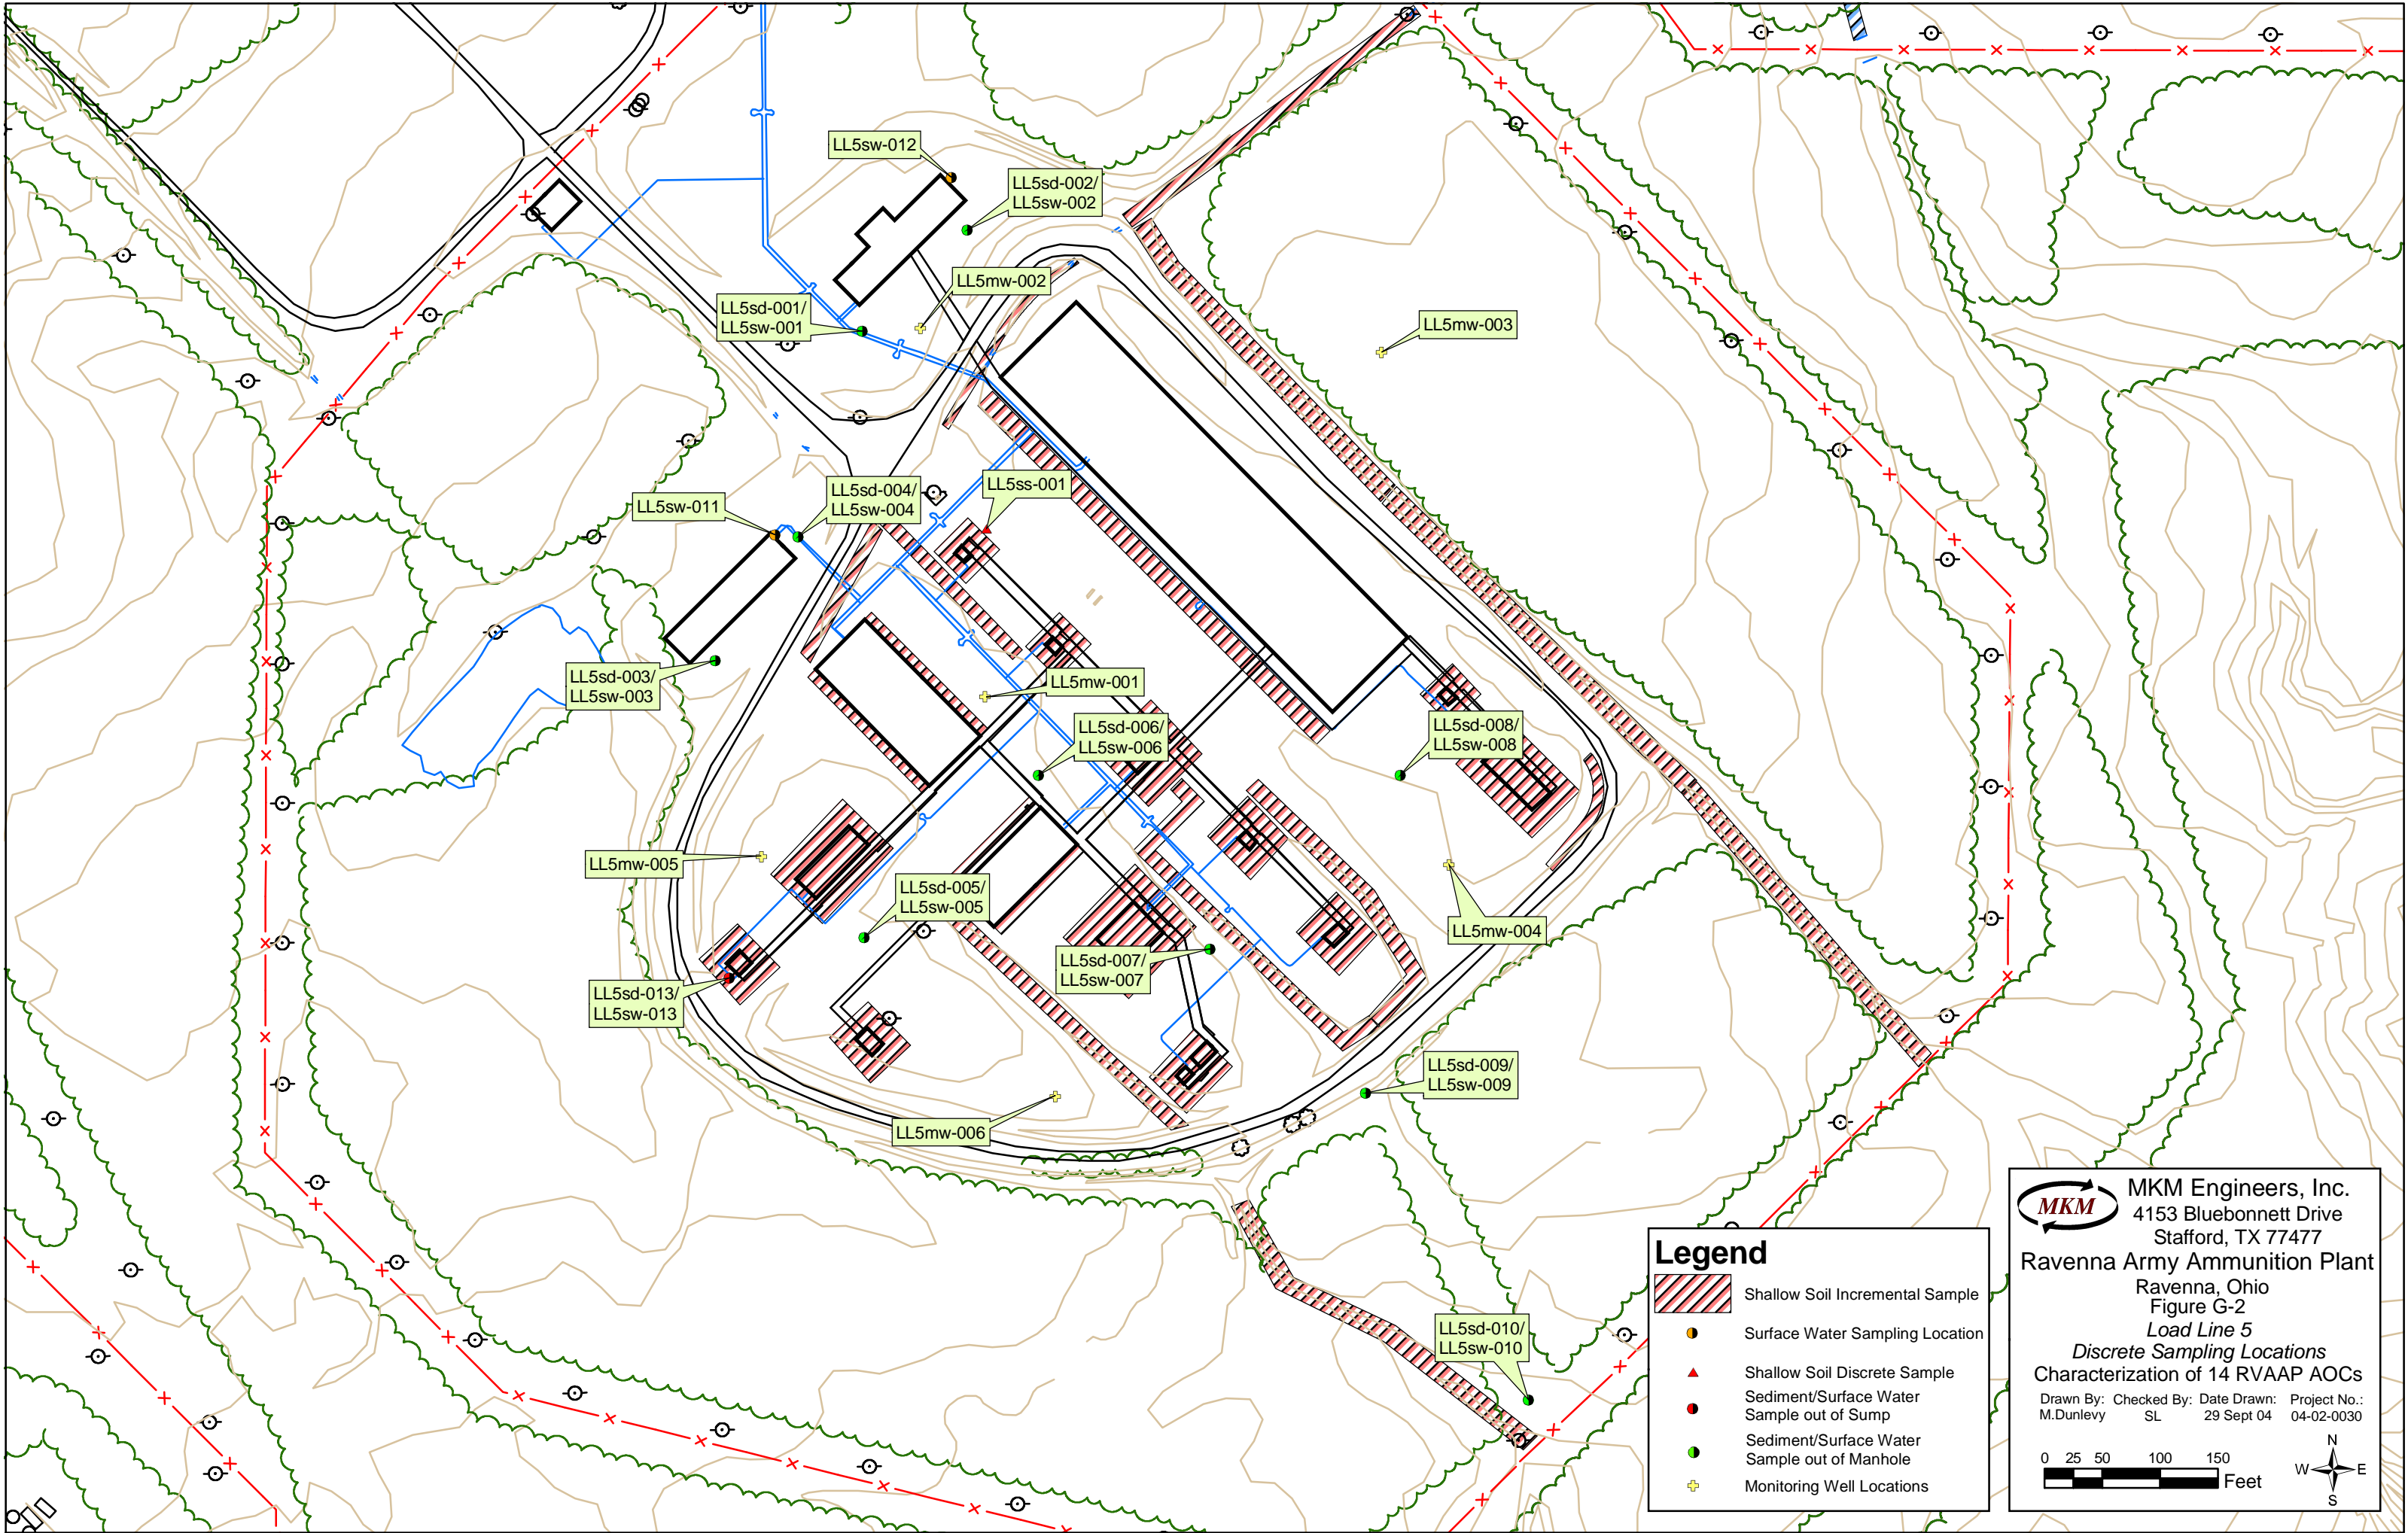 LL5sw-012
LL5sd-002/
LL5sw-002
LL5mw-002
LL5sd-001/
LL5sw-001
LL5mw-003
LL5ss-001
LL5sd-004/
LL5sw-004
LL5sw-011
LL5sd-003/
LL5sw-003
LL5mw-001
LL5sd-006/
LL5sw-006
LL5sd-008/
LL5sw-008
LL5mw-005
LL5sd-005/
LL5sw-005
LL5mw-004
LL5sd-007/
LL5sw-007
LL5sd-013/
LL5sw-013
LL5sd-009/
LL5sw-009
LL5mw-006
LL5sd-010/
LL5sw-010
Legend
Shallow Soil Incremental Sample
Surface Water Sampling Location
Shallow Soil Discrete Sample
Sediment/Surface Water
Sample out of Sump
Sediment/Surface Water
Sample out of Manhole
Monitoring Well Locations
MKM
MKM Engineers, Inc.
4153 Bluebonnett Drive
Stafford, TX 77477
Ravenna Army Ammunition Plant
Ravenna, Ohio
Figure G-2
Load Line 5
Discrete Sampling Locations
Characterization of 14 RVAAP AOCs
Drawn By: Checked By: Date Drawn: Project No.:
M.Dunlevy SL 29 Sept 04 04-02-0030
0 25 50 100 150
Feet
N
W E
S